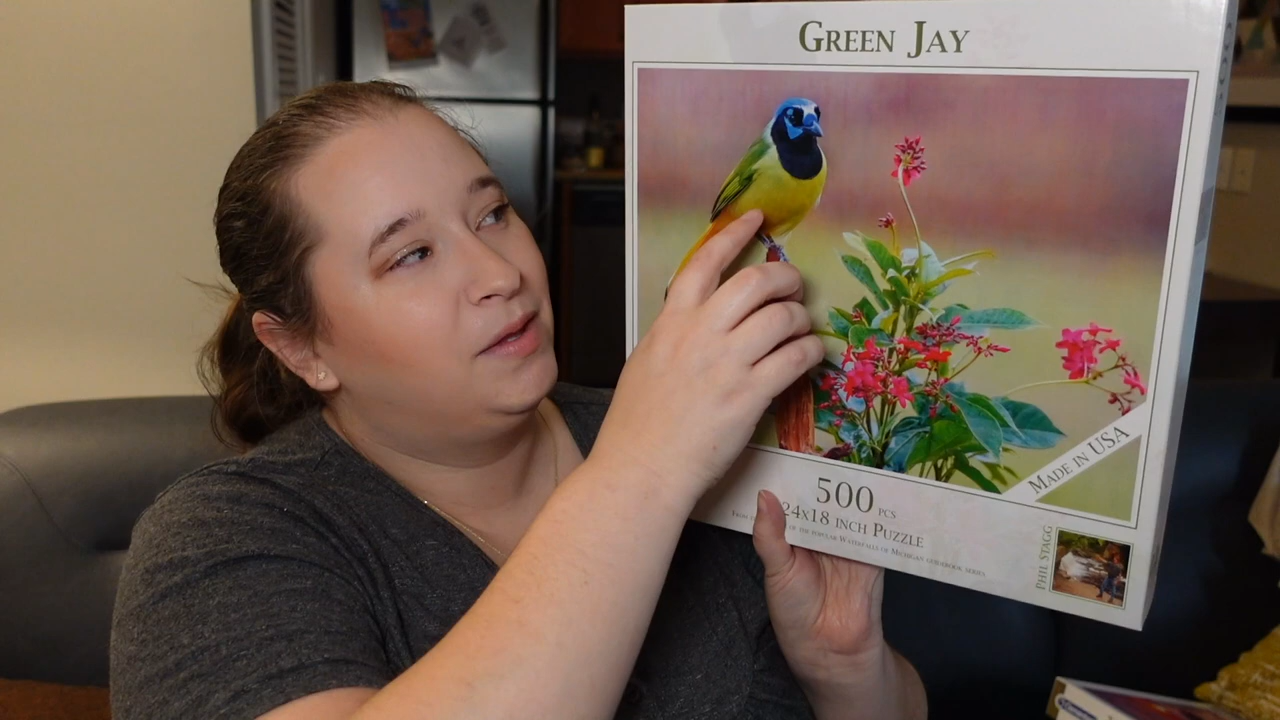 GREEN JAY
MADE IN USA
500 PCS
24x18 INCH PUZZLE
OF THE POPULAR WATERFALLS OF MICHIGAN GUIDEBOOK SERIES
PHIL STAGG